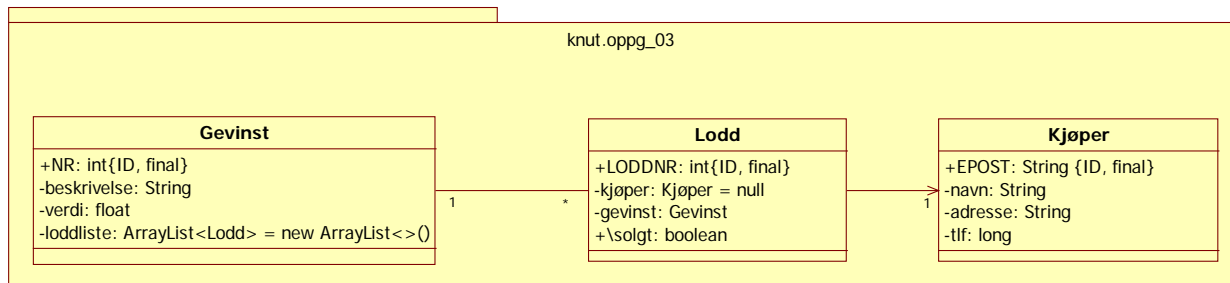 knut.oppg_03
Gevinst
+NR: int{ID, final}
-beskrivelse: String
-verdi: float
-loddliste: ArrayList<Lodd> = new ArrayList<>()
1
*
Lodd
+LODDNR: int{ID, final}
-kjøper: Kjøper = null
-gevinst: Gevinst
+\solgt: boolean
1
Kjøper
+EPOST: String {ID, final}
-navn: String
-adresse: String
-tlf: long